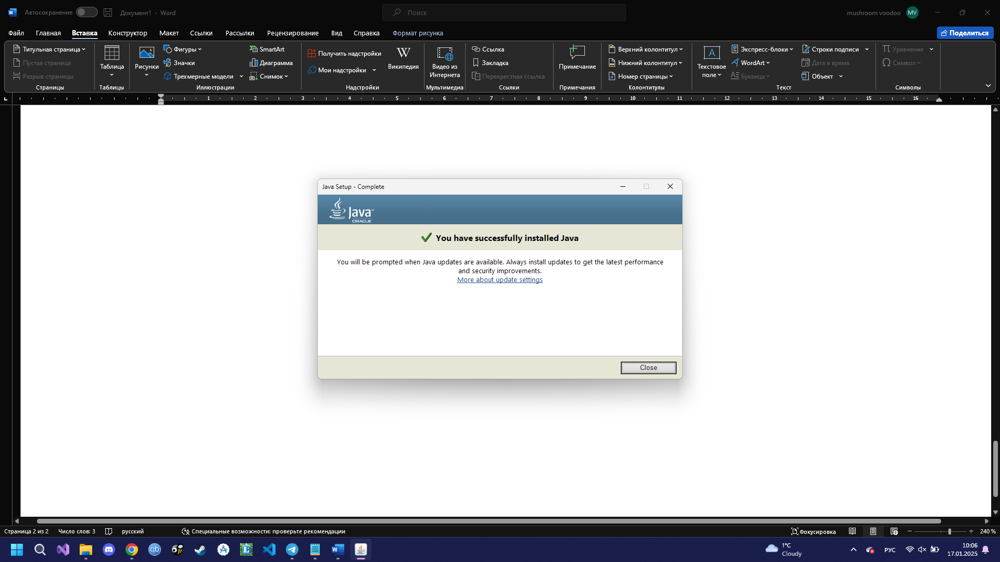 Автосохранение
Документ1 - Word
Поиск
mushroom voodoo
MV
Файл
Главная
Вставка
Конструктор
Макет
Ссылки
Рассылки
Рецензирование
Вид
Справка
Формат рисунка
Поделиться
Титульная страница
Пустая страница
Разрыв страницы
Страницы
Таблица
Таблицы
Рисунки
Фигуры
Значки
Трехмерные модели
SmartArt
Диаграмма
Снимок
Иллюстрации
Получить надстройки
Мои надстройки
W
Википедия
Надстройки
Видео из
Интернета
Мультимедиа
Ссылка
Закладка
Перекрестная ссылка
Ссылки
Примечание
Примечания
Верхний колонтитул
Нижний колонтитул
Номер страницы
Колонтитулы
A
Текстовое
поле
Экспресс-блоки
WordArt
Буквица
Строки подписи
Дата и время
Объект
Текст
Уравнение
Символ
Символы
1 2 3 4 5 6 7 8 9 10 11 12 13 14 15 16
Java Setup - Complete
Java™
ORACLE
You have successfully installed Java
You will be prompted when Java updates are available. Always install updates to get the latest performance
and security improvements.
More about update settings
Close
Страница 2 из 2
Число слов: 3
русский
Специальные возможности: проверьте рекомендации
Фокусировка
240 %
qb
1°C
Cloudy
РУС
10:06
17.01.2025